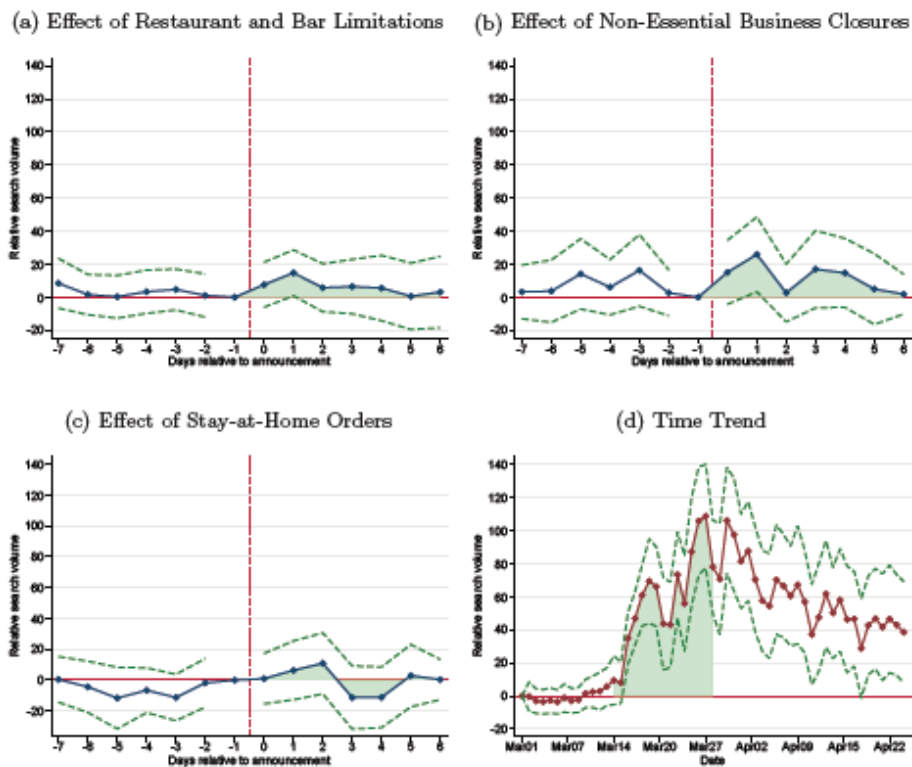 (a) Effect of Restaurant and Bar Limitations
140
120
100
80
60
40
20
0
-20
Relative search volume
-7 -6 -5 -4 -3 -2 -1 0 1 2 3 4 5 6
Days relative to announcement
(b) Effect of Non-Essential Business Closures
140
120
100
80
60
40
20
0
-20
Relative search volume
-7 -6 -5 -4 -3 -2 -1 0 1 2 3 4 5 6
Days relative to announcement
(c) Effect of Stay-at-Home Orders
140
120
100
80
60
40
20
0
-20
Relative search volume
-7 -6 -5 -4 -3 -2 -1 0 1 2 3 4 5 6
Days relative to announcement
(d) Time Trend
140
120
100
80
60
40
20
0
-20
Relative search volume
Mar01 Mar07 Mar14 Mar20 Mar27 Apr02 Apr09 Apr15 Apr22
Date